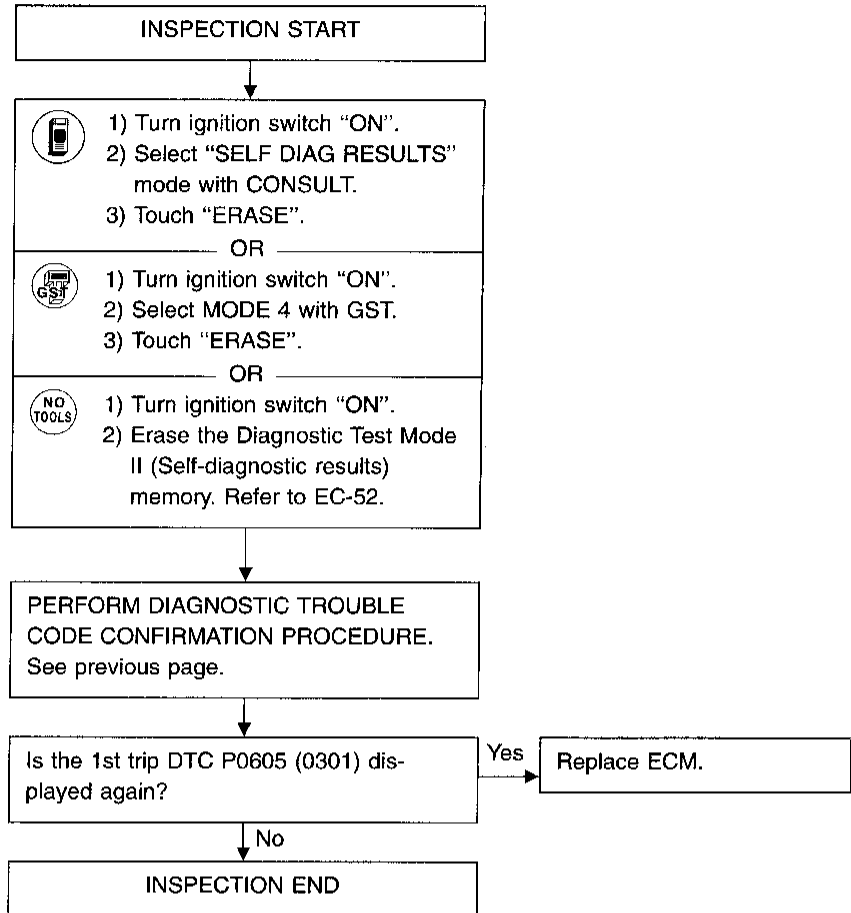 INSPECTION START
1) Turn ignition switch “ON”.
2) Select “SELF DIAG RESULTS”
mode with CONSULT.
3) Touch “ERASE”.
OR
GST
1) Turn ignition switch “ON”.
2) Select MODE 4 with GST.
3) Touch “ERASE”.
OR
NO
TOOLS
1) Turn ignition switch “ON”.
2) Erase the Diagnostic Test Mode
II (Self-diagnostic results)
memory. Refer to EC-52.
PERFORM DIAGNOSTIC TROUBLE
CODE CONFIRMATION PROCEDURE.
See previous page.
Is the 1st trip DTC P0605 (0301) dis-
played again?
Yes
Replace ECM.
No
INSPECTION END